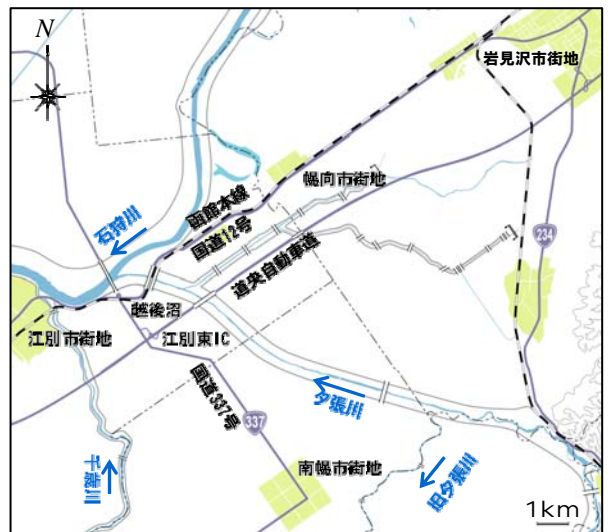 N
岩見沢市街地
幌向市街地
石狩川
函館本線
国道12号
道央自動車道
234
越後沼
江別市街地
江別東IC
国道337号
夕張川
337
千歳川
南幌市街地
旧夕張川
1km